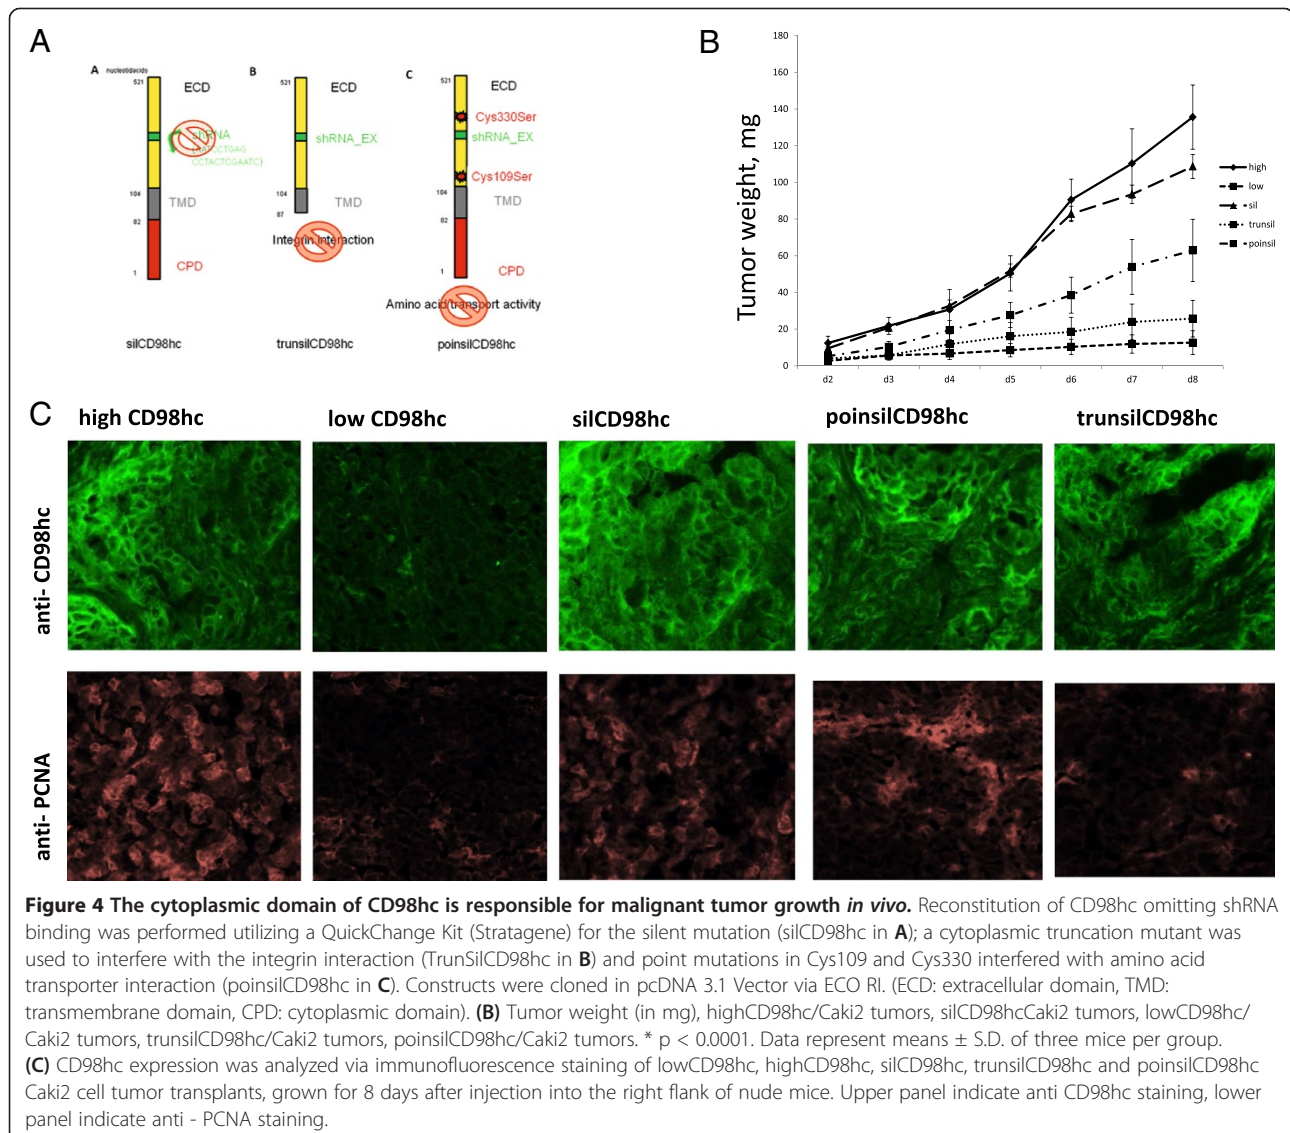 A
A nucleotidacids
521
ECD
shRNA
(AATCCTGAG
CCTACTCGAATC)
104
TMD
82
CPD
1
silCD98hc
B
521
ECD
shRNA_EX
104
TMD
87
Integrin interaction
trunsilCD98hc
C
521
ECD
Cys330Ser
shRNA_EX
Cys109Ser
104
TMD
82
CPD
1
Amino acid transport activity
poinsilCD98hc
B
Tumor weight, mg
180
160
140
120
100
80
60
40
20
0
d2 d3 d4 d5 d6 d7 d8
high
low
sil
trunsil
poinsil
C
high CD98hc low CD98hc silCD98hc poinsilCD98hc trunsilCD98hc
anti- CD98hc
anti- PCNA
Figure 4 The cytoplasmic domain of CD98hc is responsible for malignant tumor growth in vivo. Reconstitution of CD98hc omitting shRNA
binding was performed utilizing a QuickChange Kit (Stratagene) for the silent mutation (silCD98hc in A); a cytoplasmic truncation mutant was
used to interfere with the integrin interaction (TrunSilCD98hc in B) and point mutations in Cys109 and Cys330 interfered with amino acid
transporter interaction (poinsilCD98hc in C). Constructs were cloned in pcDNA 3.1 Vector via ECO RI. (ECD: extracellular domain, TMD:
transmembrane domain, CPD: cytoplasmic domain). (B) Tumor weight (in mg), highCD98hc/Caki2 tumors, silCD98hcCaki2 tumors, lowCD98hc/
Caki2 tumors, trunsilCD98hc/Caki2 tumors, poinsilCD98hc/Caki2 tumors. * p < 0.0001. Data represent means ± S.D. of three mice per group.
(C) CD98hc expression was analyzed via immunofluorescence staining of lowCD98hc, highCD98hc, silCD98hc, trunsilCD98hc and poinsilCD98hc
Caki2 cell tumor transplants, grown for 8 days after injection into the right flank of nude mice. Upper panel indicate anti CD98hc staining, lower
panel indicate anti - PCNA staining.